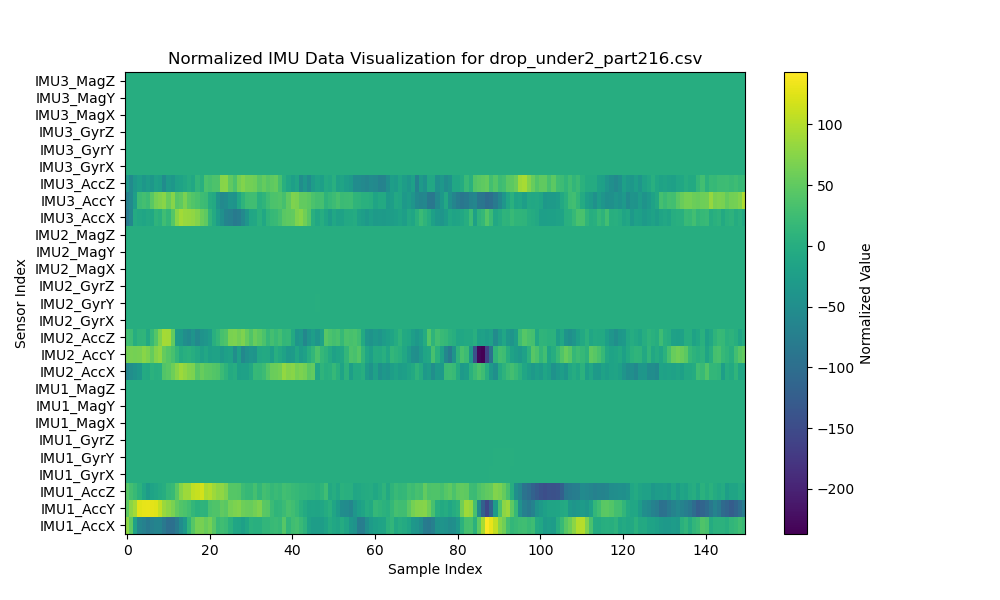 Normalized IMU Data Visualization for drop_under2_part216.csv
IMU3_MagZ
IMU3_MagY
IMU3_MagX
IMU3_GyrZ
IMU3_GyrY
IMU3_GyrX
IMU3_AccZ
IMU3_AccY
IMU3_AccX
IMU2_MagZ
IMU2_MagY
IMU2_MagX
IMU2_GyrZ
IMU2_GyrY
IMU2_GyrX
IMU2_AccZ
IMU2_AccY
IMU2_AccX
IMU1_MagZ
IMU1_MagY
IMU1_MagX
IMU1_GyrZ
IMU1_GyrY
IMU1_GyrX
IMU1_AccZ
IMU1_AccY
IMU1_AccX
Sensor Index
0 20 40 60 80 100 120 140
Sample Index
100
50
0
−50
−100
−150
−200
Normalized Value